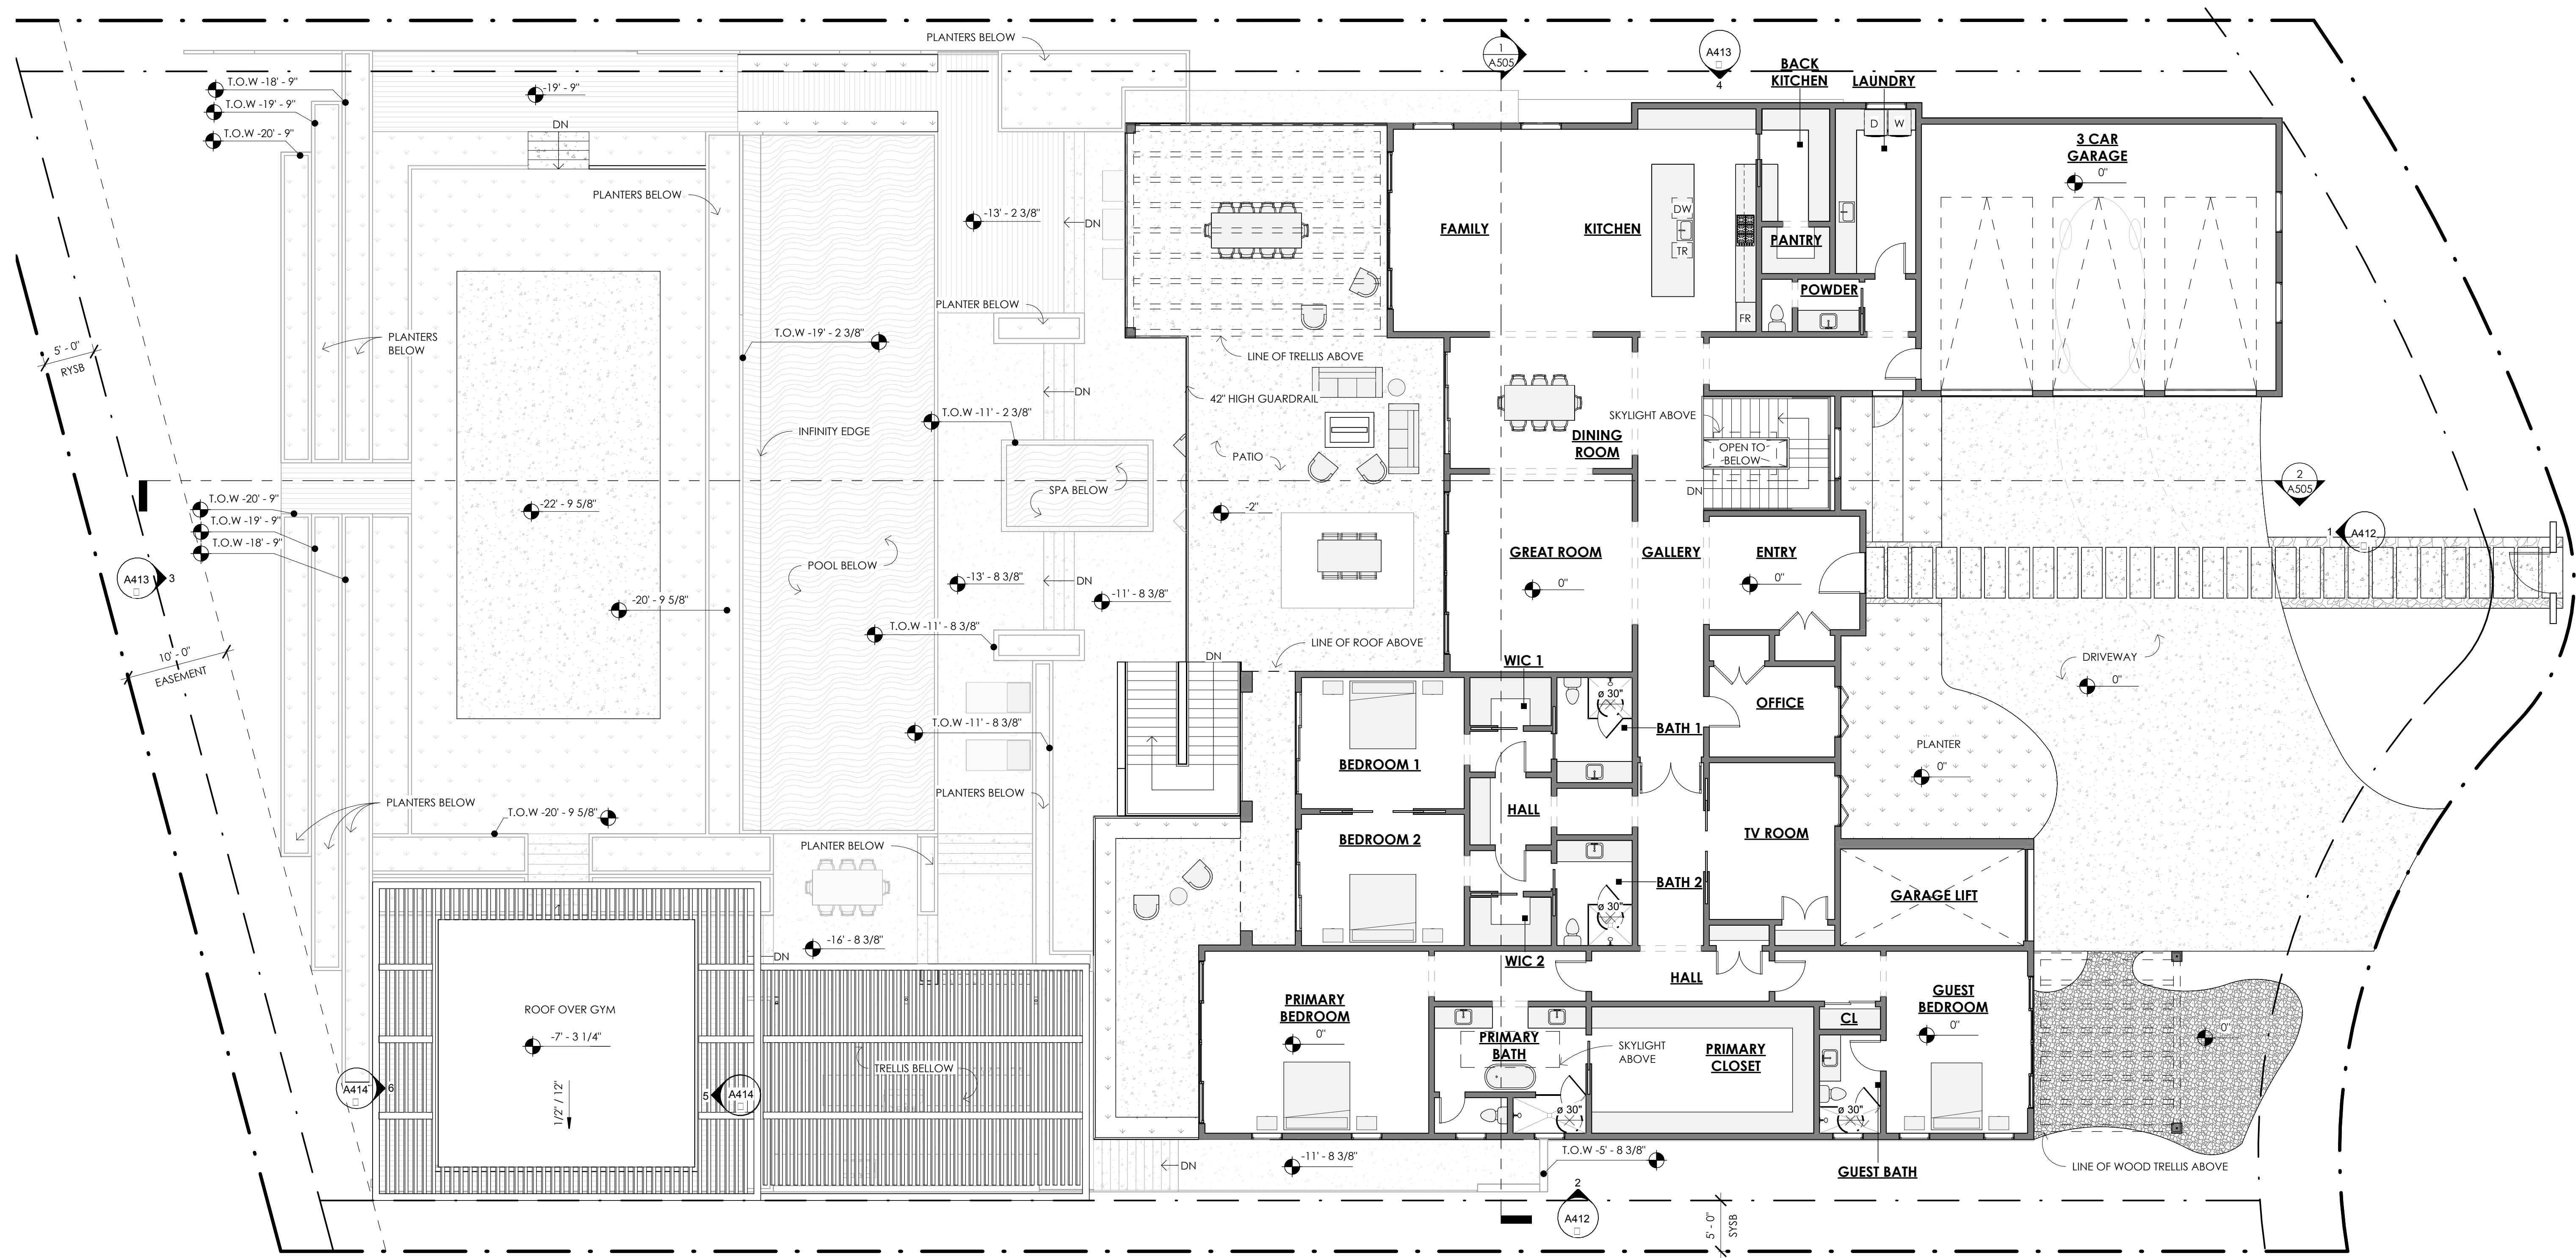 PLANTERS BELOW
1
A505
A413
4
BACK
KITCHEN
LAUNDRY
T.O.W -18' - 9"
T.O.W -19' - 9"
T.O.W -20' - 9"
-19' - 9"
DN
D
W
3 CAR
GARAGE
0"
PLANTERS BELOW
-13' - 2 3/8"
DN
FAMILY
KITCHEN
DW
TR
FR
PANTRY
POWDER
PLANTER BELOW
T.O.W -19' - 2 3/8"
PLANTERS
BELOW
5' - 0"
RYSB
LINE OF TRELLIS ABOVE
42" HIGH GUARDRAIL
DN
T.O.W -11' - 2 3/8"
INFINITY EDGE
SKYLIGHT ABOVE
DINING
ROOM
OPEN TO
BELOW
PATIO
SPA BELOW
DN
2
A505
T.O.W -20' - 9"
T.O.W -19' - 9"
T.O.W -18' - 9"
-22' - 9 5/8"
-2"
1
A412
GREAT ROOM
0"
GALLERY
ENTRY
0"
A413
3
POOL BELOW
-13' - 8 3/8"
DN
-11' - 8 3/8"
-20' - 9 5/8"
T.O.W -11' - 8 3/8"
LINE OF ROOF ABOVE
DN
WIC 1
10' - 0"
EASEMENT
DRIVEWAY
0"
ø 30"
OFFICE
T.O.W -11' - 8 3/8"
BATH 1
BEDROOM 1
PLANTER
0"
PLANTERS BELOW
PLANTERS BELOW
T.O.W -20' - 9 5/8"
HALL
TV ROOM
BEDROOM 2
PLANTER BELOW
BATH 2
GARAGE LIFT
ø 30"
-16' - 8 3/8"
DN
WIC 2
HALL
PRIMARY
BEDROOM
0"
GUEST
BEDROOM
0"
CL
0"
ROOF OVER GYM
-7' - 3 1/4"
PRIMARY
BATH
SKYLIGHT
ABOVE
PRIMARY
CLOSET
TRELLIS BELLOW
A414
6
5
A414
1/2" / 12"
ø 30"
ø 30"
-11' - 8 3/8"
DN
T.O.W -5' - 8 3/8"
GUEST BATH
LINE OF WOOD TRELLIS ABOVE
2
A412
5' - 0"
SYSB